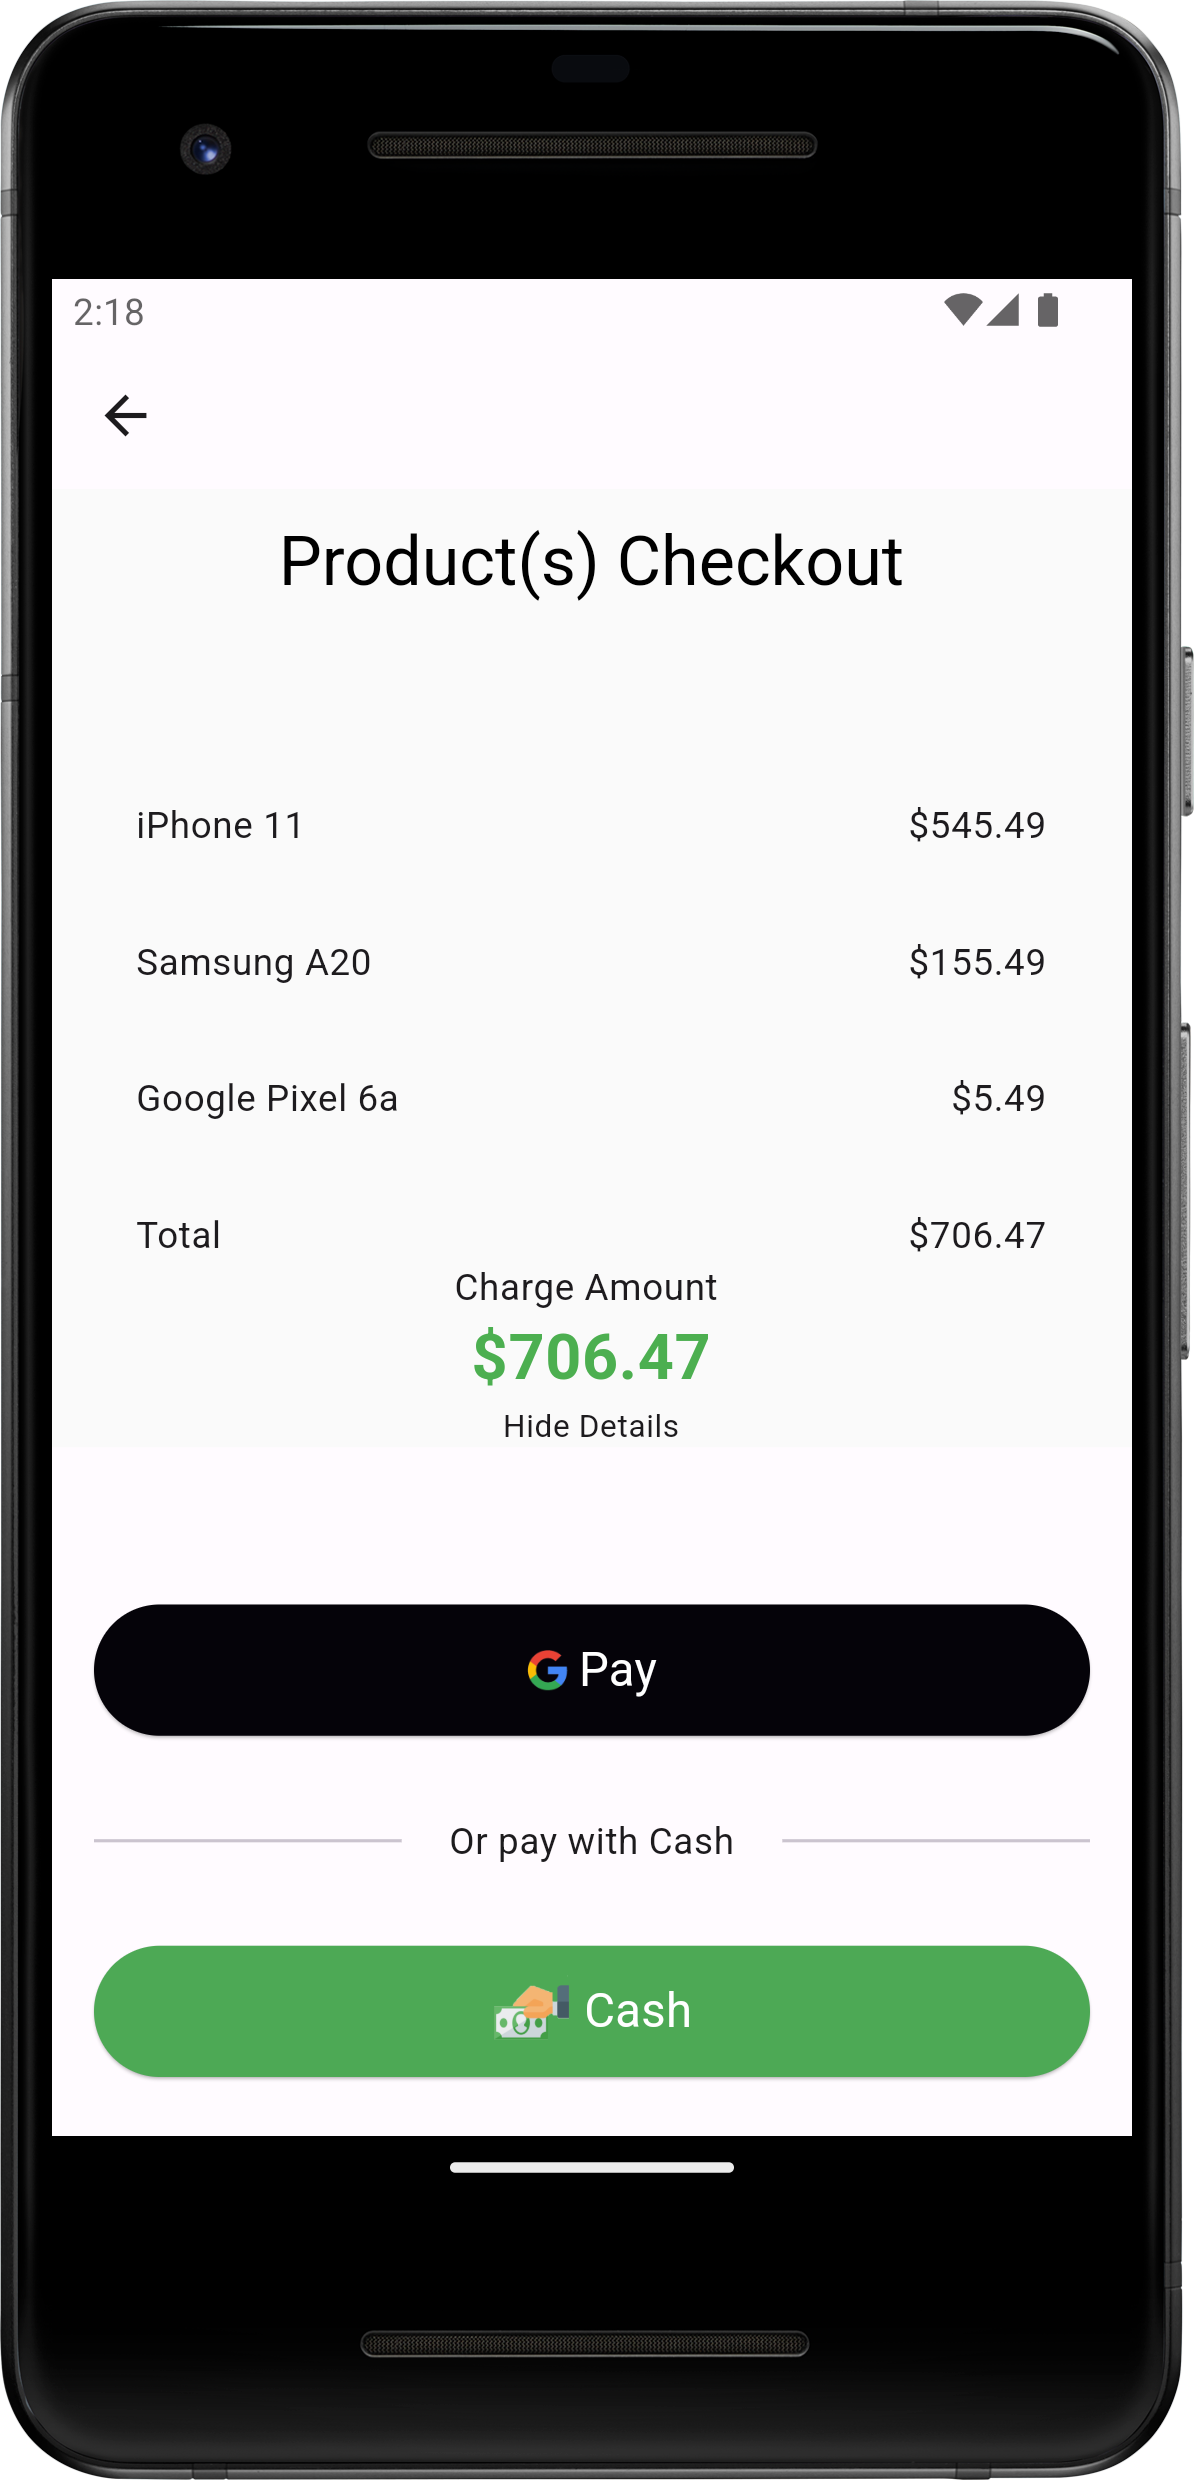 2:18
Product(s) Checkout
iPhone 11 $545.49
Samsung A20 $155.49
Google Pixel 6a $5.49
Total $706.47
Charge Amount
$706.47
Hide Details
G Pay
Or pay with Cash
Cash